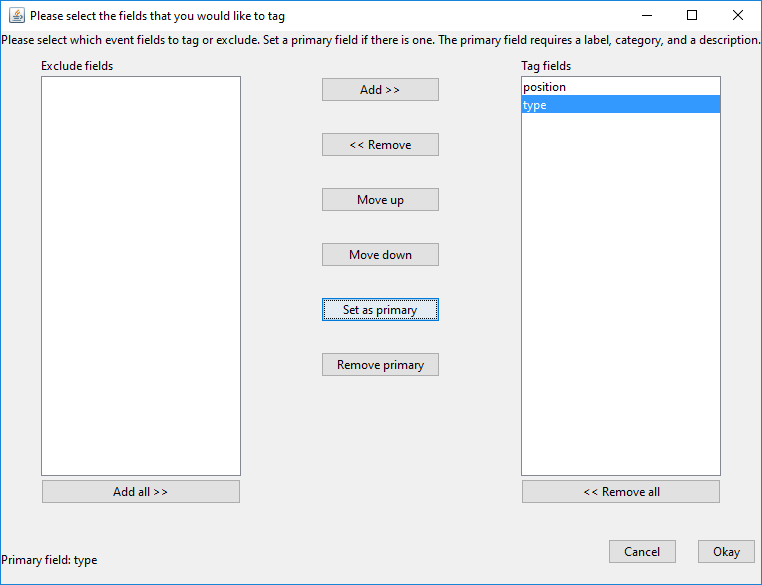 Please select the fields that you would like to tag
Please select which event fields to tag or exclude. Set a primary field if there is one. The primary field requires a label, category, and a description.
Exclude fields
Tag fields
Add >>
position
type
<< Remove
Move up
Move down
Set as primary
Remove primary
Add all >>
<< Remove all
Cancel
Okay
Primary field: type